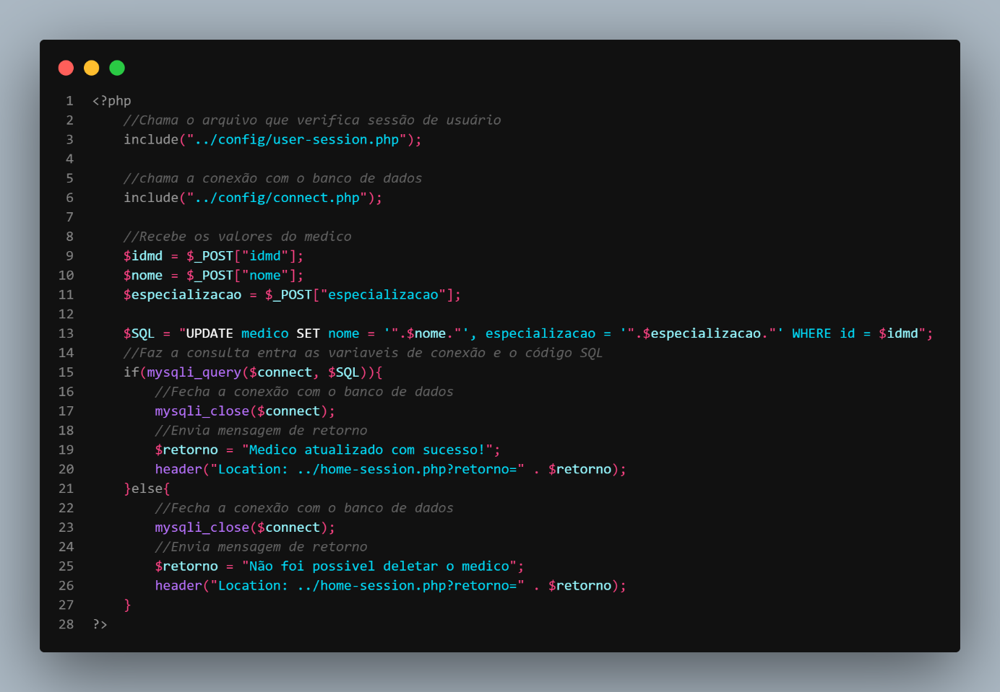 1 <?php
2 //Chama o arquivo que verifica sessão de usuário
3 include("../config/user-session.php");
4
5 //chama a conexão com o banco de dados
6 include("../config/connect.php");
7
8 //Recebe os valores do medico
9 $idmd = $_POST["idmd"];
10 $nome = $_POST["nome"];
11 $especializacao = $_POST["especializacao"];
12
13 $SQL = "UPDATE medico SET nome = '".$nome."', especializacao = '".$especializacao."' WHERE id = $idmd";
14 //Faz a consulta entra as variaveis de conexão e o código SQL
15 if(mysqli_query($connect, $SQL)){
16 //Fecha a conexão com o banco de dados
17 mysqli_close($connect);
18 //Envia mensagem de retorno
19 $retorno = "Medico atualizado com sucesso!";
20 header("Location: ../home-session.php?retorno=" . $retorno);
21 }else{
22 //Fecha a conexão com o banco de dados
23 mysqli_close($connect);
24 //Envia mensagem de retorno
25 $retorno = "Não foi possivel deletar o medico";
26 header("Location: ../home-session.php?retorno=" . $retorno);
27 }
28 ?>